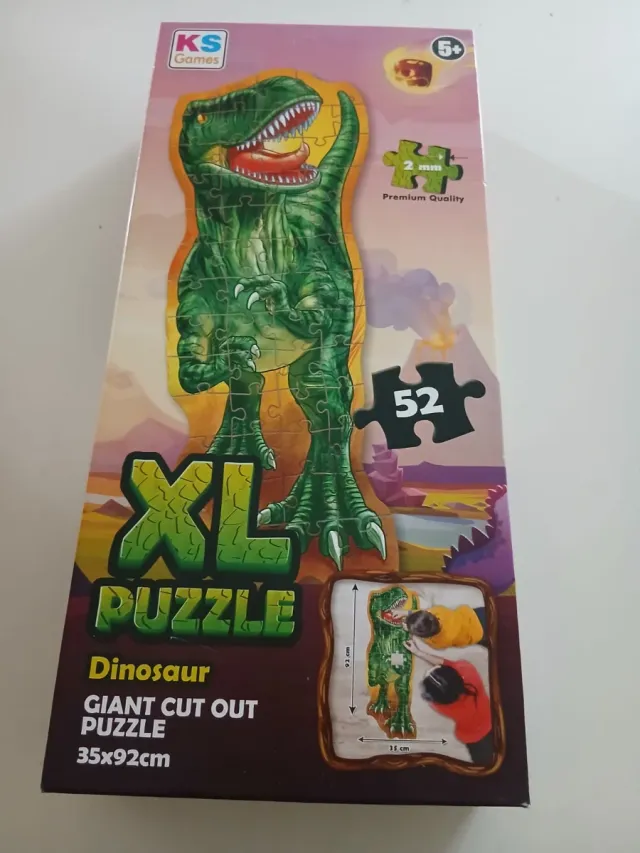 KS
Games
5+
2 mm
Premium Quality
52
XL
PUZZLE
Dinosaur
GIANT CUT OUT
PUZZLE
35x92cm
92 cm
35 cm